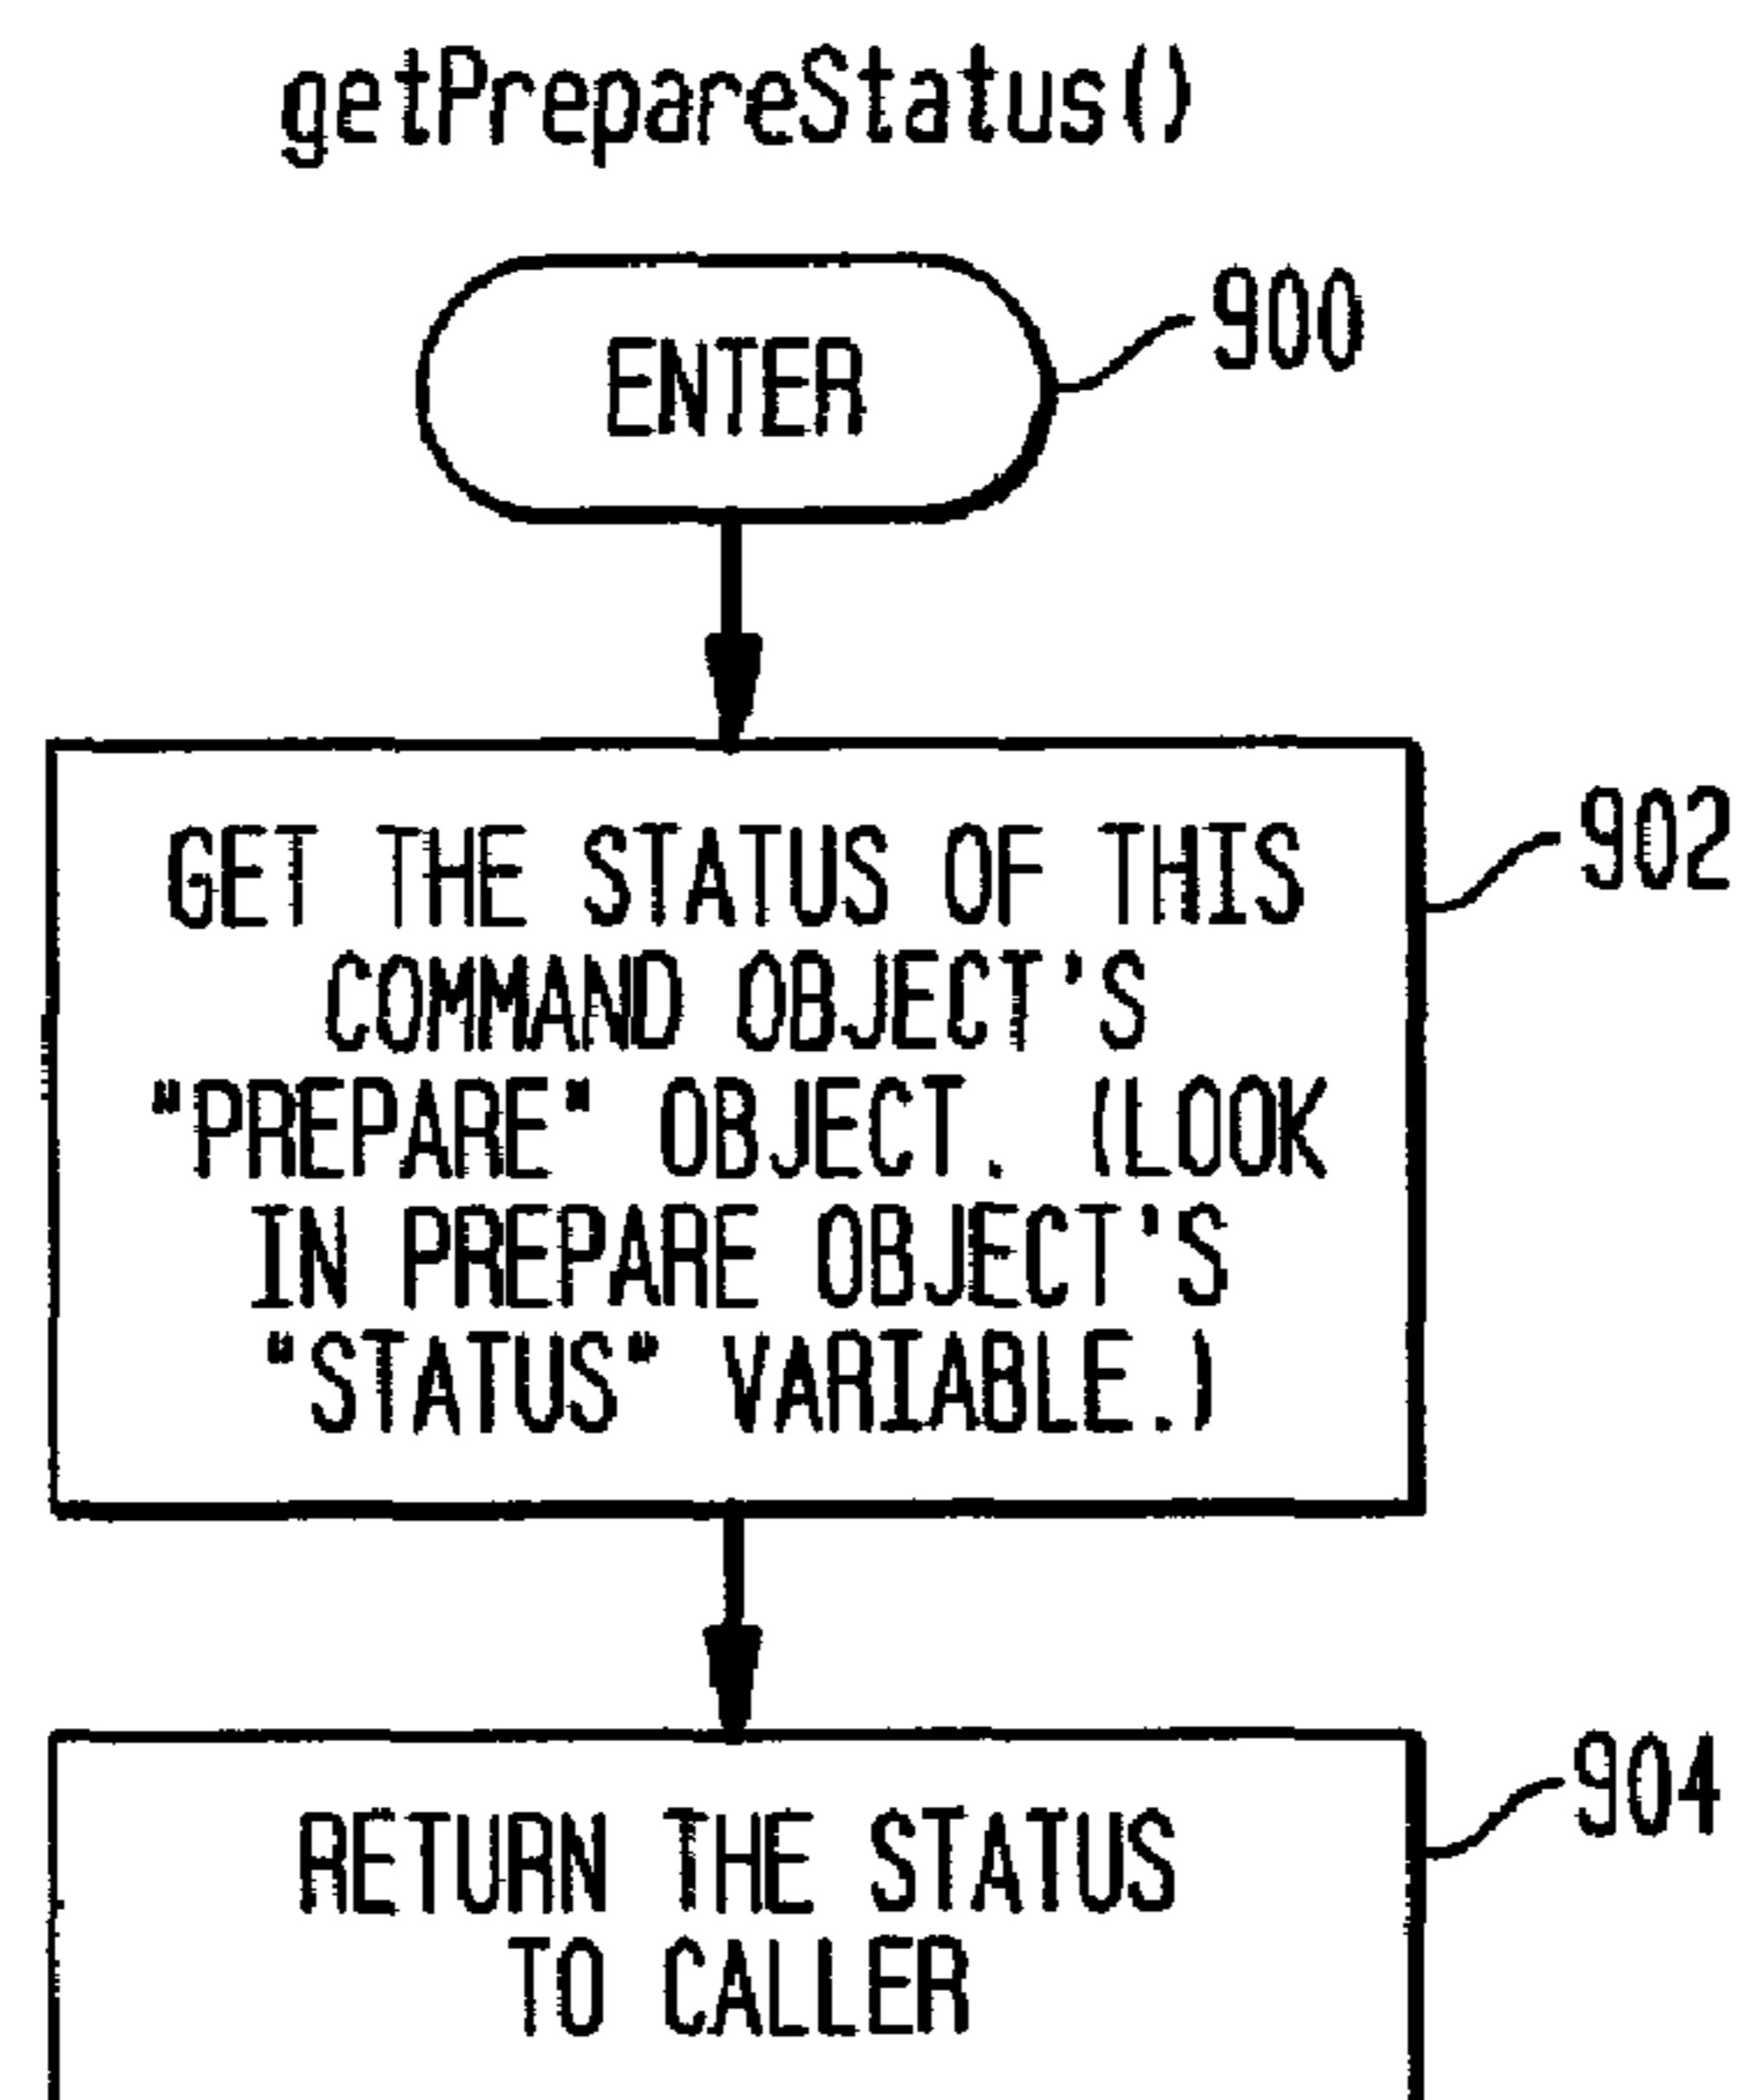 getPrepareStatus()
ENTER
900
GET THE STATUS OF THIS
COMMAND OBJECT'S
"PREPARE" OBJECT. (LOOK
IN PREPARE OBJECT'S
"STATUS" VARIABLE.)
902
RETURN THE STATUS
TO CALLER
904